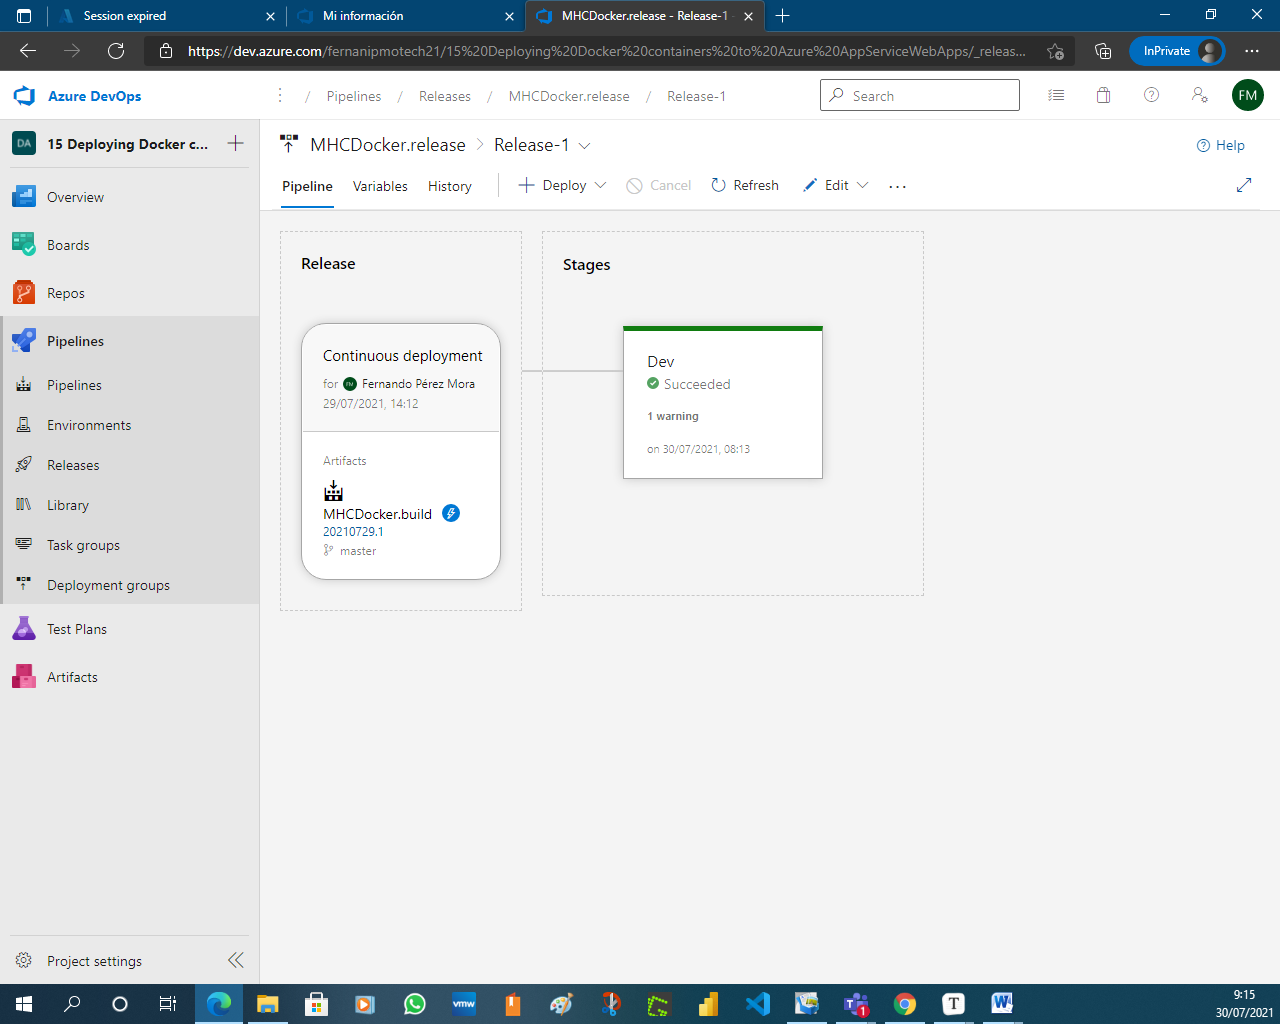 Session expired
Mi información
MHCDocker.release - Release-1 -
https://dev.azure.com/fernanipmotech21/15%20Deploying%20Docker%20containers%20to%20Azure%20AppServiceWebApps/_releas...
InPrivate
Azure DevOps
/ Pipelines / Releases / MHCDocker.release / Release-1
Search
FM
DA
15 Deploying Docker c...
MHCDocker.release
Release-1
Help
Pipeline
Variables
History
Deploy
Cancel
Refresh
Edit
Overview
Boards
Repos
Pipelines
Pipelines
Environments
Releases
Library
Task groups
Deployment groups
Test Plans
Artifacts
Project settings
Release
Continuous deployment
for FM Fernando Pérez Mora
29/07/2021, 14:12
Artifacts
MHCDocker.build
20210729.1
master
Stages
Dev
Succeeded
1 warning
on 30/07/2021, 08:13
vmw
1
T
W
9:15
30/07/2021